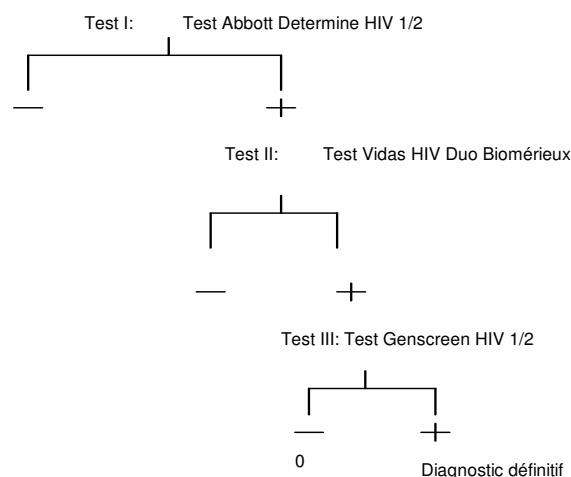 Test I: Test Abbott Determine HIV 1/2
— +
Test II: Test Vidas HIV Duo Biomérieux
— +
Test III: Test Genscreen HIV 1/2
— +
0
Diagnostic définitif